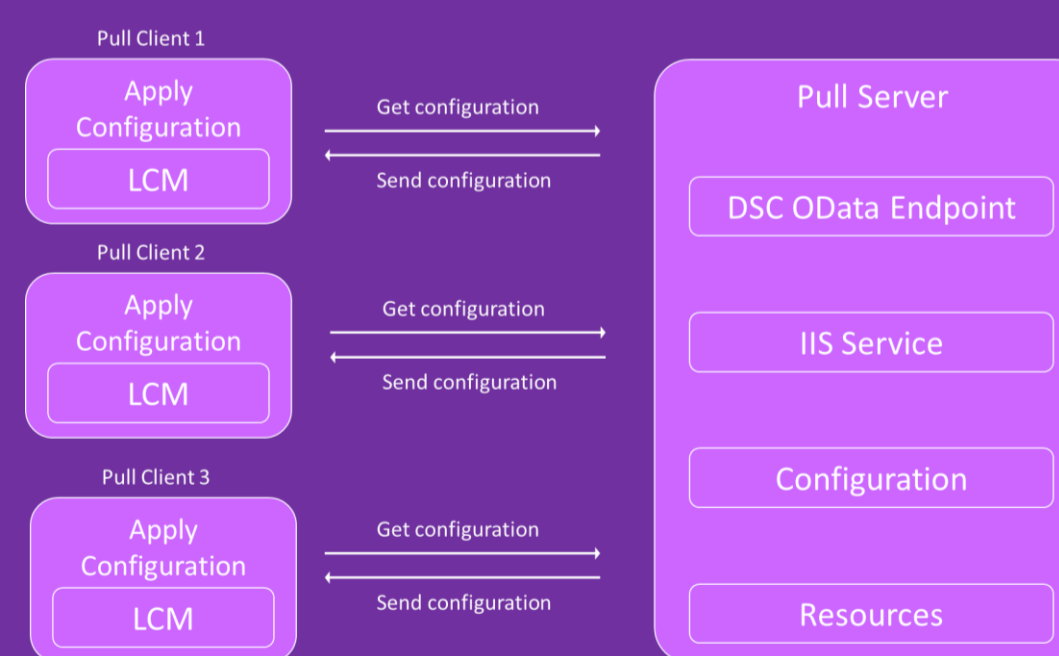 Pull Client 1
Apply
Configuration
LCM
Get configuration
Send configuration
Pull Client 2
Apply
Configuration
LCM
Get configuration
Send configuration
Pull Client 3
Apply
Configuration
LCM
Get configuration
Send configuration
Pull Server
DSC OData Endpoint
IIS Service
Configuration
Resources